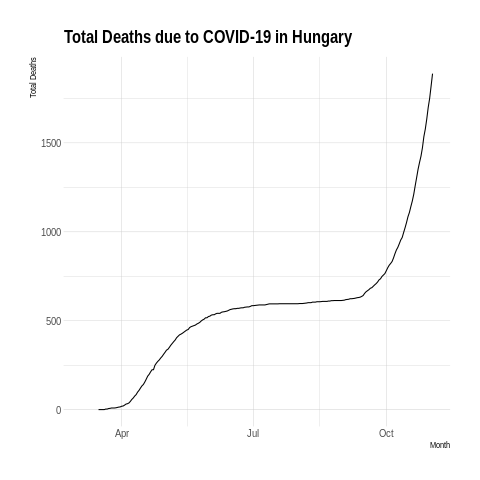 Total Deaths due to COVID-19 in Hungary
Total Deaths
1500
1000
500
0
Apr
Jul
Oct
Month